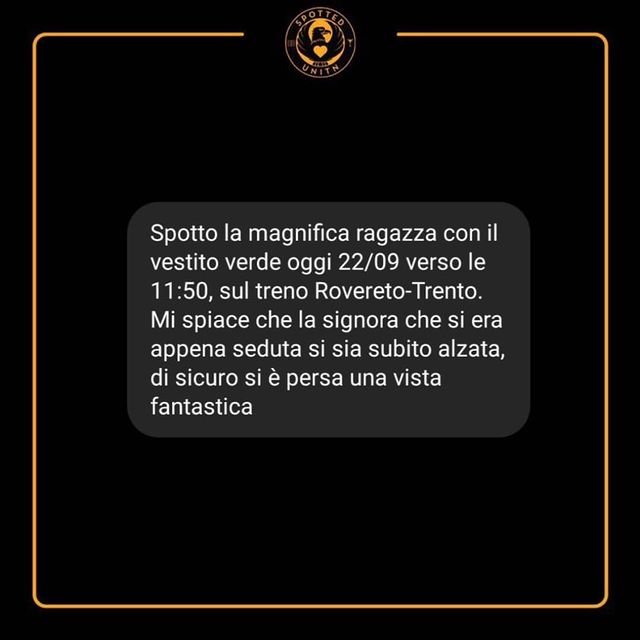 SPOTTED
UNITN
Spotto la magnifica ragazza con il
vestito verde oggi 22/09 verso le
11:50, sul treno Rovereto-Trento.
Mi spiace che la signora che si era
appena seduta si sia subito alzata,
di sicuro si è persa una vista
fantastica